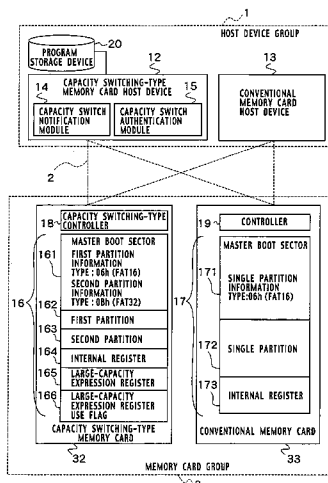 1
HOST DEVICE GROUP
20
PROGRAM
STORAGE DEVICE
12
13
CAPACITY SWITCHING-TYPE
MEMORY CARD HOST DEVICE
14
15
CAPACITY SWITCH
NOTIFICATION
MODULE
CAPACITY SWITCH
AUTHENTICATION
MODULE
CONVENTIONAL
MEMORY CARD
HOST DEVICE
2
18
CAPACITY SWITCHING-TYPE
CONTROLLER
16
161
MASTER BOOT SECTOR
FIRST PARTITION
INFORMATION
TYPE:06h (FAT16)
SECOND PARTITION
INFORMATION
TYPE:0Bh (FAT32)
162
FIRST PARTITION
163
SECOND PARTITION
164
INTERNAL REGISTER
165
LARGE-CAPACITY
EXPRESSION REGISTER
166
LARGE-CAPACITY
EXPRESSION REGISTER
USE FLAG
CAPACITY SWITCHING-TYPE
MEMORY CARD
32
19
CONTROLLER
17
171
MASTER BOOT SECTOR
SINGLE PARTITION
INFORMATION
TYPE:06h (FAT16)
172
SINGLE PARTITION
173
INTERNAL REGISTER
CONVENTIONAL MEMORY CARD
33
MEMORY CARD GROUP